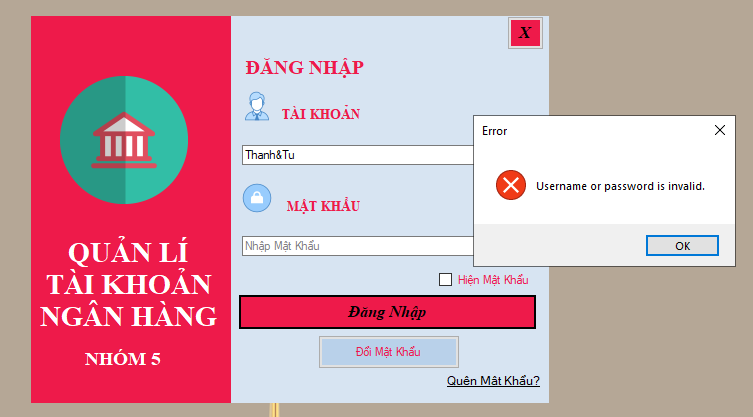 X
ĐĂNG NHẬP
TÀI KHOẢN
Thanh&Tu
Error
Username or password is invalid.
OK
MẬT KHẨU
Nhập Mật Khẩu
Hiện Mật Khẩu
Đăng Nhập
Đổi Mật Khẩu
Quên Mật Khẩu?
QUẢN LÍ
TÀI KHOẢN
NGÂN HÀNG
NHÓM 5